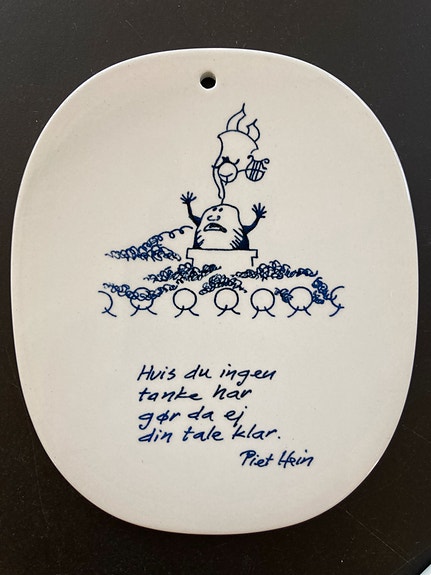 Hvis du ingen
tanke har
gør da ej
din tale klar.
Piet Hein